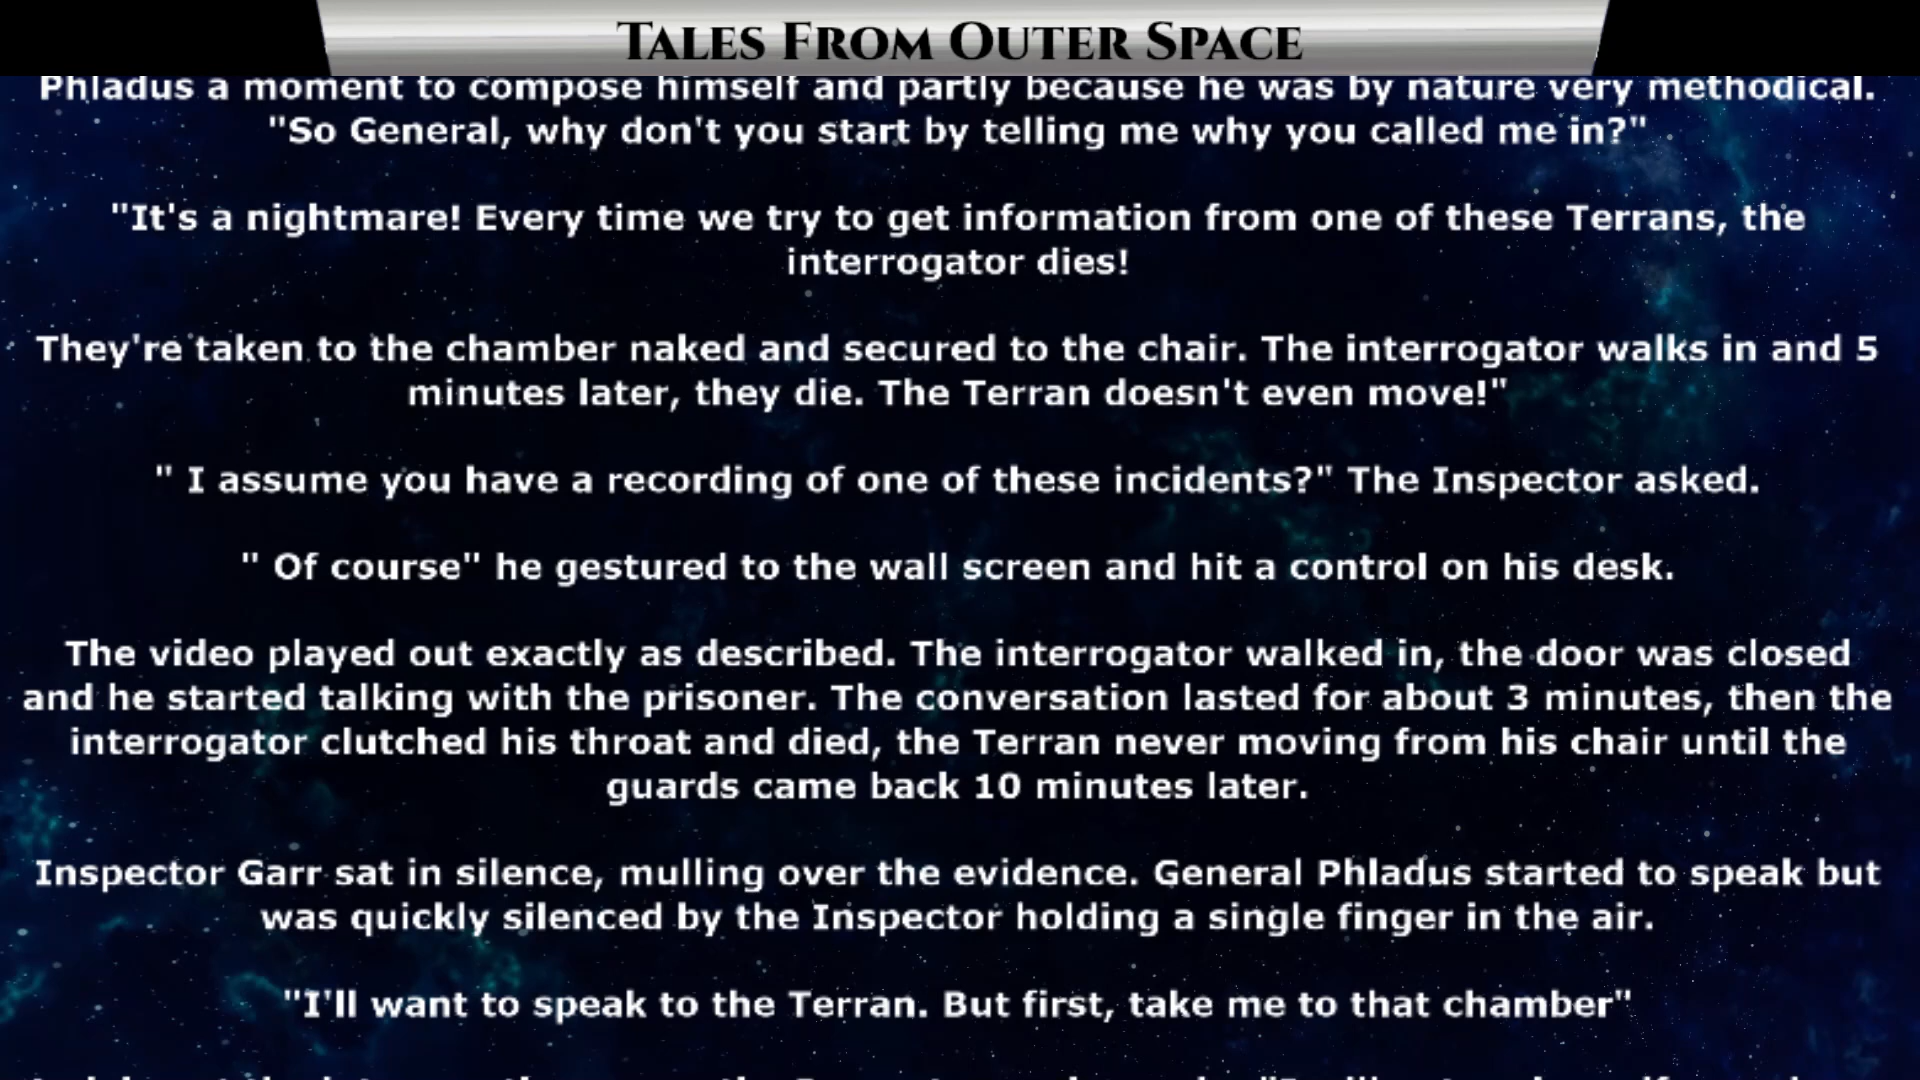 Tales From Outer Space
Phladus a moment to compose himself and partly because he was by nature very methodical.
"So General, why don't you start by telling me why you called me in?"
"It's a nightmare! Every time we try to get information from one of these Terrans, the
interrogator dies!
They're taken to the chamber naked and secured to the chair. The interrogator walks in and 5
minutes later, they die. The Terran doesn't even move!"
" I assume you have a recording of one of these incidents?" The Inspector asked.
" Of course" he gestured to the wall screen and hit a control on his desk.
The video played out exactly as described. The interrogator walked in, the door was closed
and he started talking with the prisoner. The conversation lasted for about 3 minutes, then the
interrogator clutched his throat and died, the Terran never moving from his chair until the
guards came back 10 minutes later.
Inspector Garr sat in silence, mulling over the evidence. General Phladus started to speak but
was quickly silenced by the Inspector holding a single finger in the air.
"I'll want to speak to the Terran. But first, take me to that chamber"